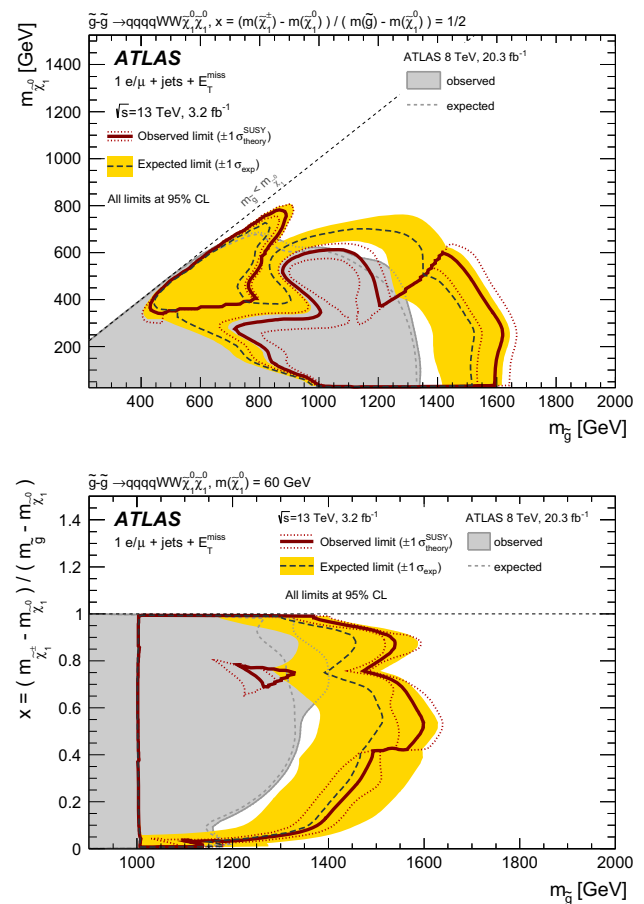 g̃-g̃ →qqqqWWχ̃₁⁰χ̃₁⁰, x = (m(χ̃₁±) - m(χ̃₁⁰) ) / ( m(g̃) - m(χ̃₁⁰) ) = 1/2
m_χ̃₁⁰ [GeV]
ATLAS
1 e/μ + jets + E_T^miss
√s=13 TeV, 3.2 fb⁻¹
Observed limit (±1 σ_theory^SUSY)
Expected limit (±1 σ_exp)
All limits at 95% CL
ATLAS 8 TeV, 20.3 fb⁻¹
observed
expected
m_g̃ < m_χ̃₁⁰
1400
1200
1000
800
600
400
200
400 600 800 1000 1200 1400 1600 1800 2000
m_g̃ [GeV]
g̃-g̃ →qqqqWWχ̃₁⁰χ̃₁⁰, m(χ̃₁⁰) = 60 GeV
x = ( m_χ̃₁± - m_χ̃₁⁰ ) / ( m_g̃ - m_χ̃₁⁰ )
ATLAS
1 e/μ + jets + E_T^miss
√s=13 TeV, 3.2 fb⁻¹
Observed limit (±1 σ_theory^SUSY)
Expected limit (±1 σ_exp)
All limits at 95% CL
ATLAS 8 TeV, 20.3 fb⁻¹
observed
expected
1.4
1.2
1
0.8
0.6
0.4
0.2
0
1000 1200 1400 1600 1800 2000
m_g̃ [GeV]